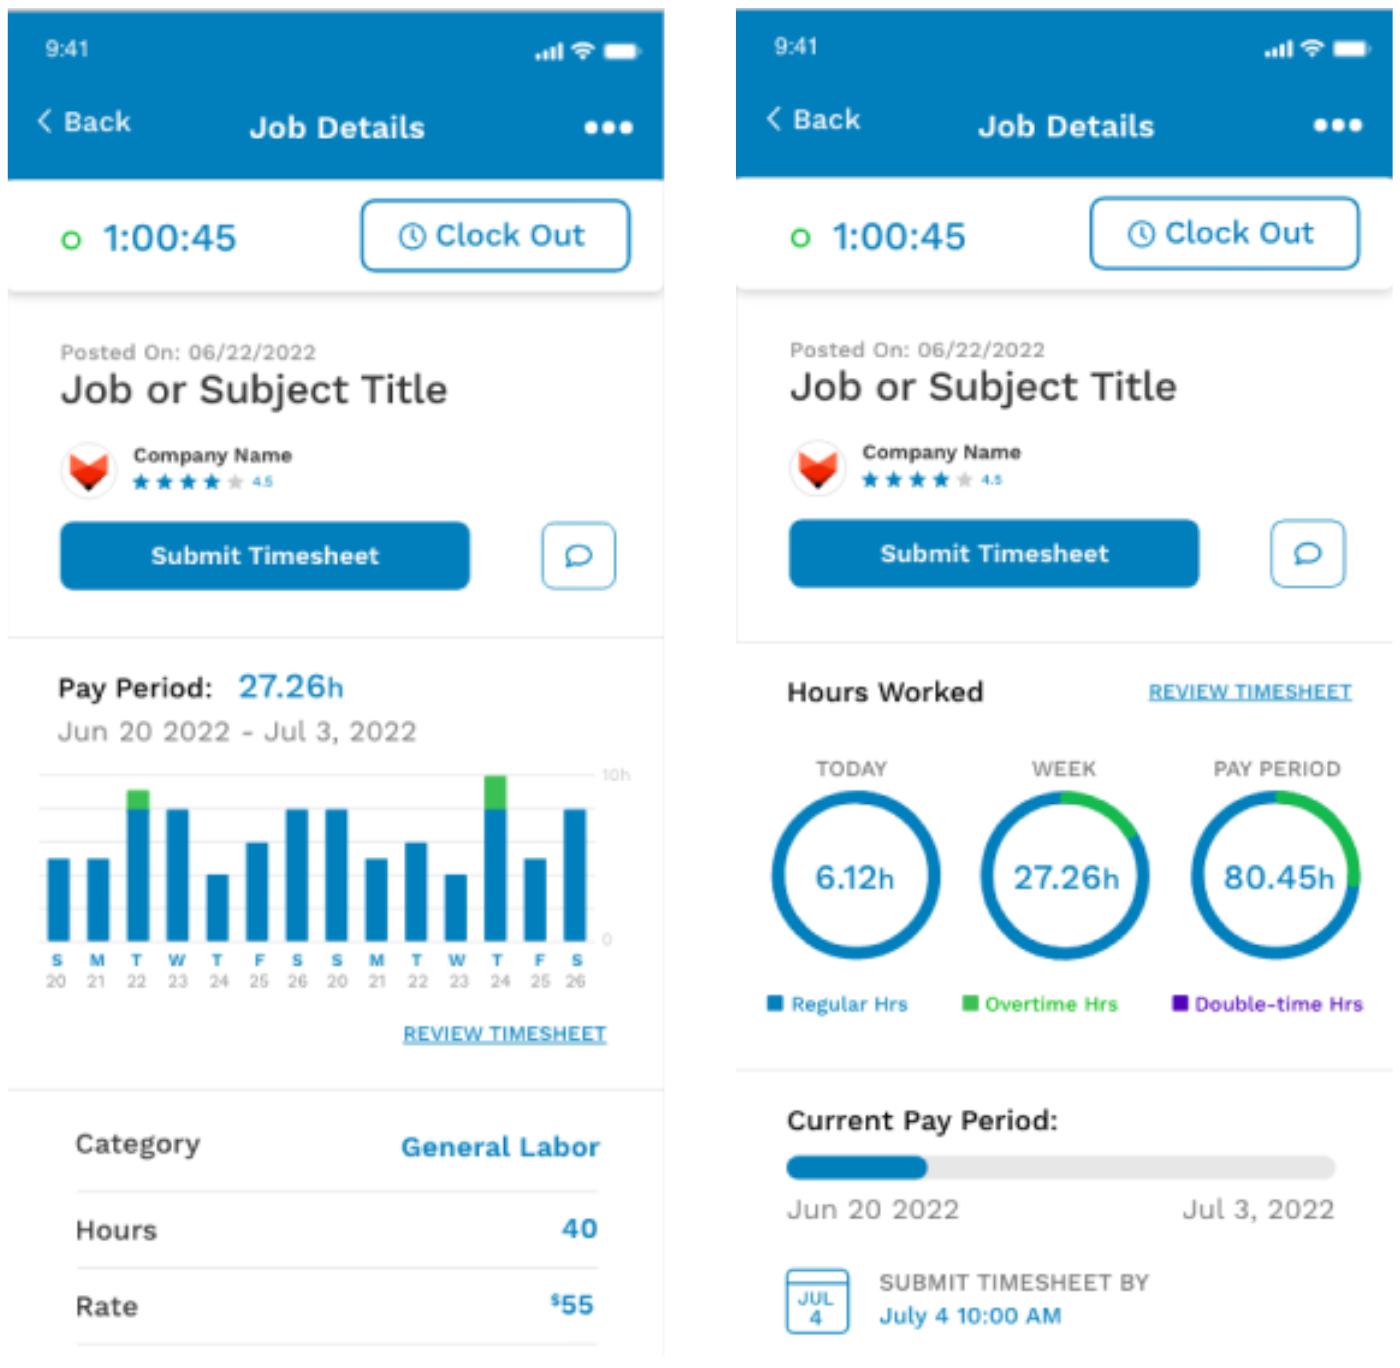 9:41
Back
Job Details
1:00:45
Clock Out
Posted On: 06/22/2022
Job or Subject Title
Company Name
4.5
Submit Timesheet
Pay Period: 27.26h
Jun 20 2022 - Jul 3, 2022
10h
0
S M T W T F S S M T W T F S
20 21 22 23 24 25 26 20 21 22 23 24 25 26
REVIEW TIMESHEET
Category General Labor
Hours 40
Rate $55
9:41
Back
Job Details
1:00:45
Clock Out
Posted On: 06/22/2022
Job or Subject Title
Company Name
4.5
Submit Timesheet
Hours Worked REVIEW TIMESHEET
TODAY WEEK PAY PERIOD
6.12h 27.26h 80.45h
Regular Hrs Overtime Hrs Double-time Hrs
Current Pay Period:
Jun 20 2022 Jul 3, 2022
JUL
4
SUBMIT TIMESHEET BY
July 4 10:00 AM